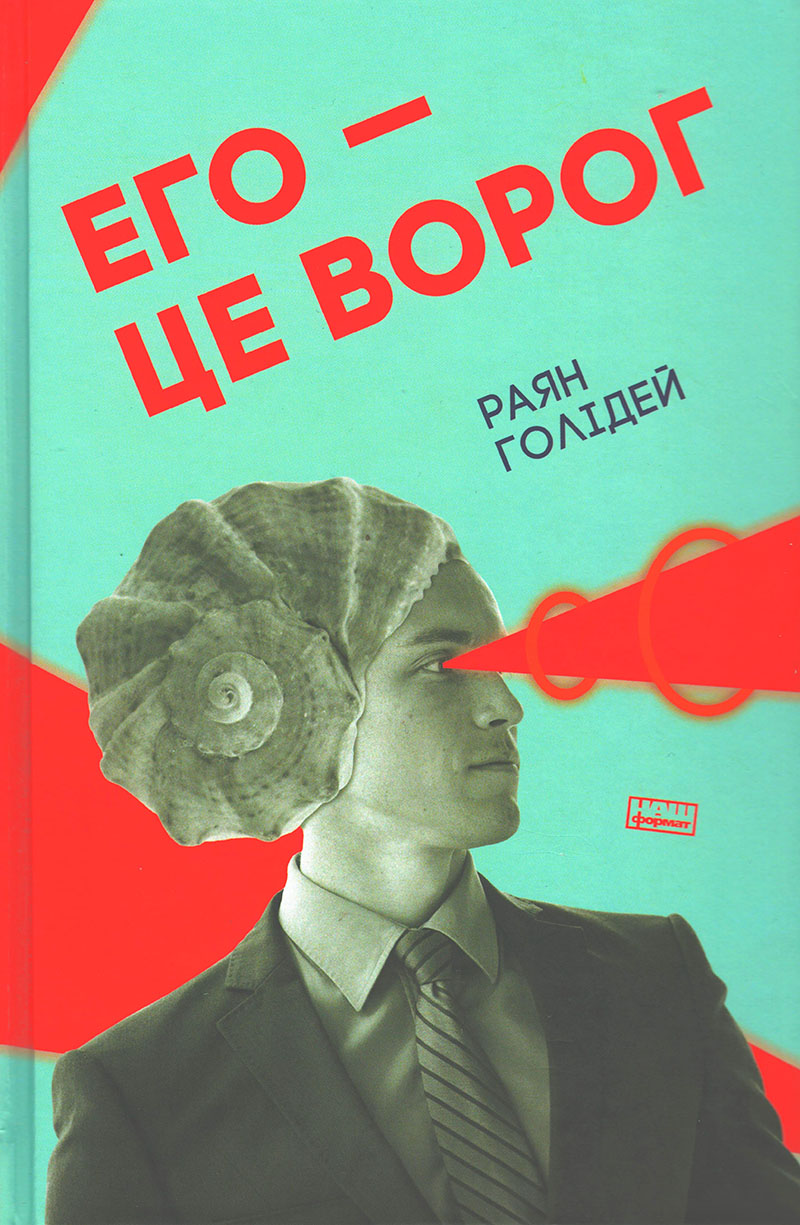 ЕГО –
ЦЕ ВОРОГ
РАЯН
ГОЛІДЕЙ
НАШ
формат